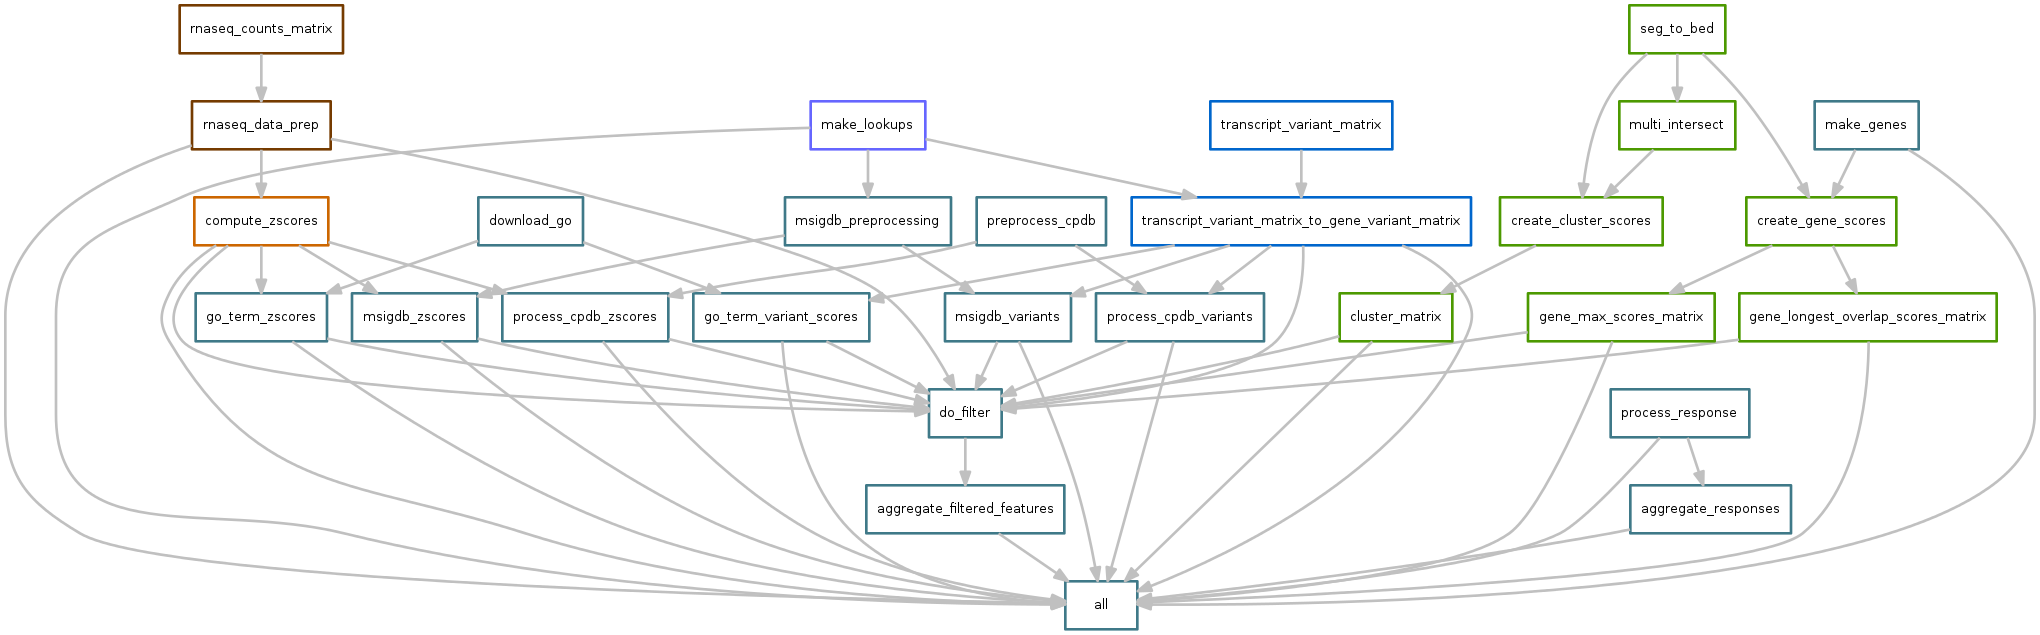 rnaseq_counts_matrix
seg_to_bed
rnaseq_data_prep
make_lookups
transcript_variant_matrix
multi_intersect
make_genes
compute_zscores
download_go
msigdb_preprocessing
preprocess_cpdb
transcript_variant_matrix_to_gene_variant_matrix
create_cluster_scores
create_gene_scores
go_term_zscores
msigdb_zscores
process_cpdb_zscores
go_term_variant_scores
msigdb_variants
process_cpdb_variants
cluster_matrix
gene_max_scores_matrix
gene_longest_overlap_scores_matrix
do_filter
process_response
aggregate_filtered_features
aggregate_responses
all